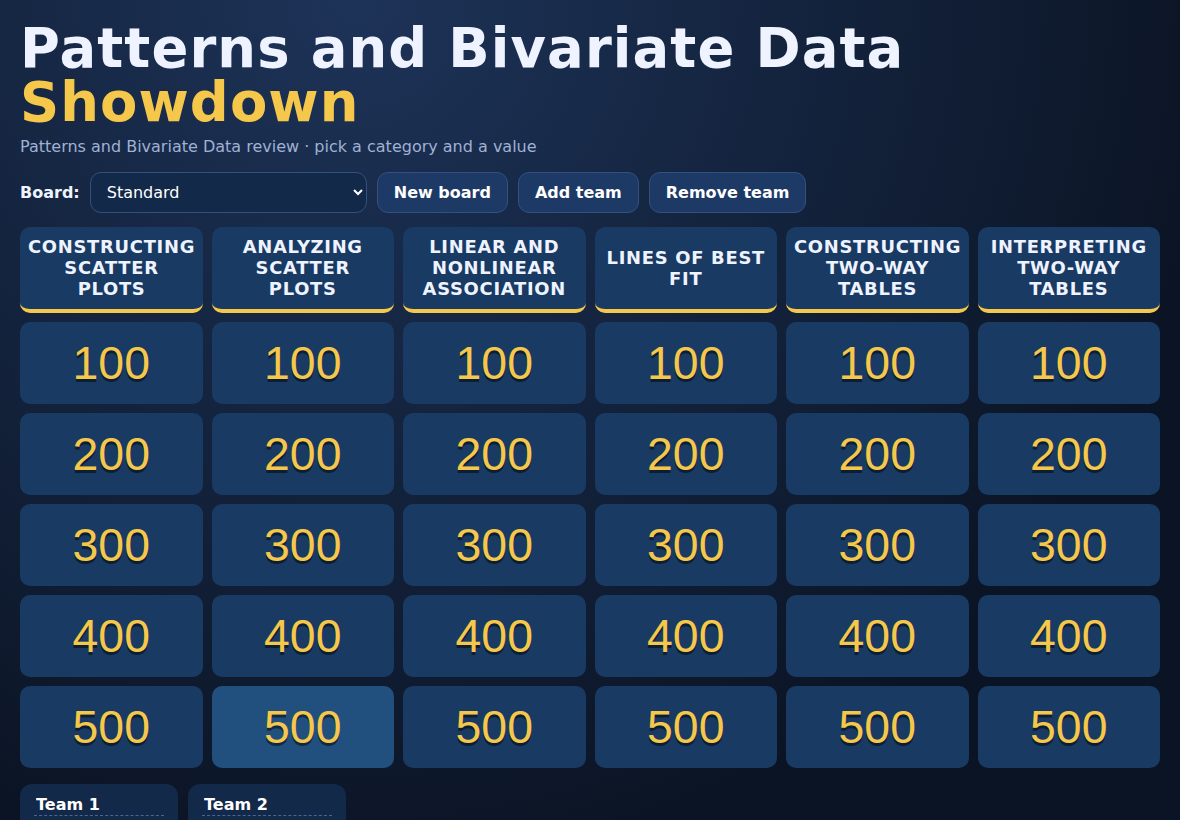 Patterns and Bivariate Data
Showdown
Patterns and Bivariate Data review · pick a category and a value
Board: Standard New board Add team Remove team
CONSTRUCTING SCATTER PLOTS
ANALYZING SCATTER PLOTS
LINEAR AND NONLINEAR ASSOCIATION
LINES OF BEST FIT
CONSTRUCTING TWO-WAY TABLES
INTERPRETING TWO-WAY TABLES
100 100 100 100 100 100
200 200 200 200 200 200
300 300 300 300 300 300
400 400 400 400 400 400
500 500 500 500 500 500
Team 1 Team 2